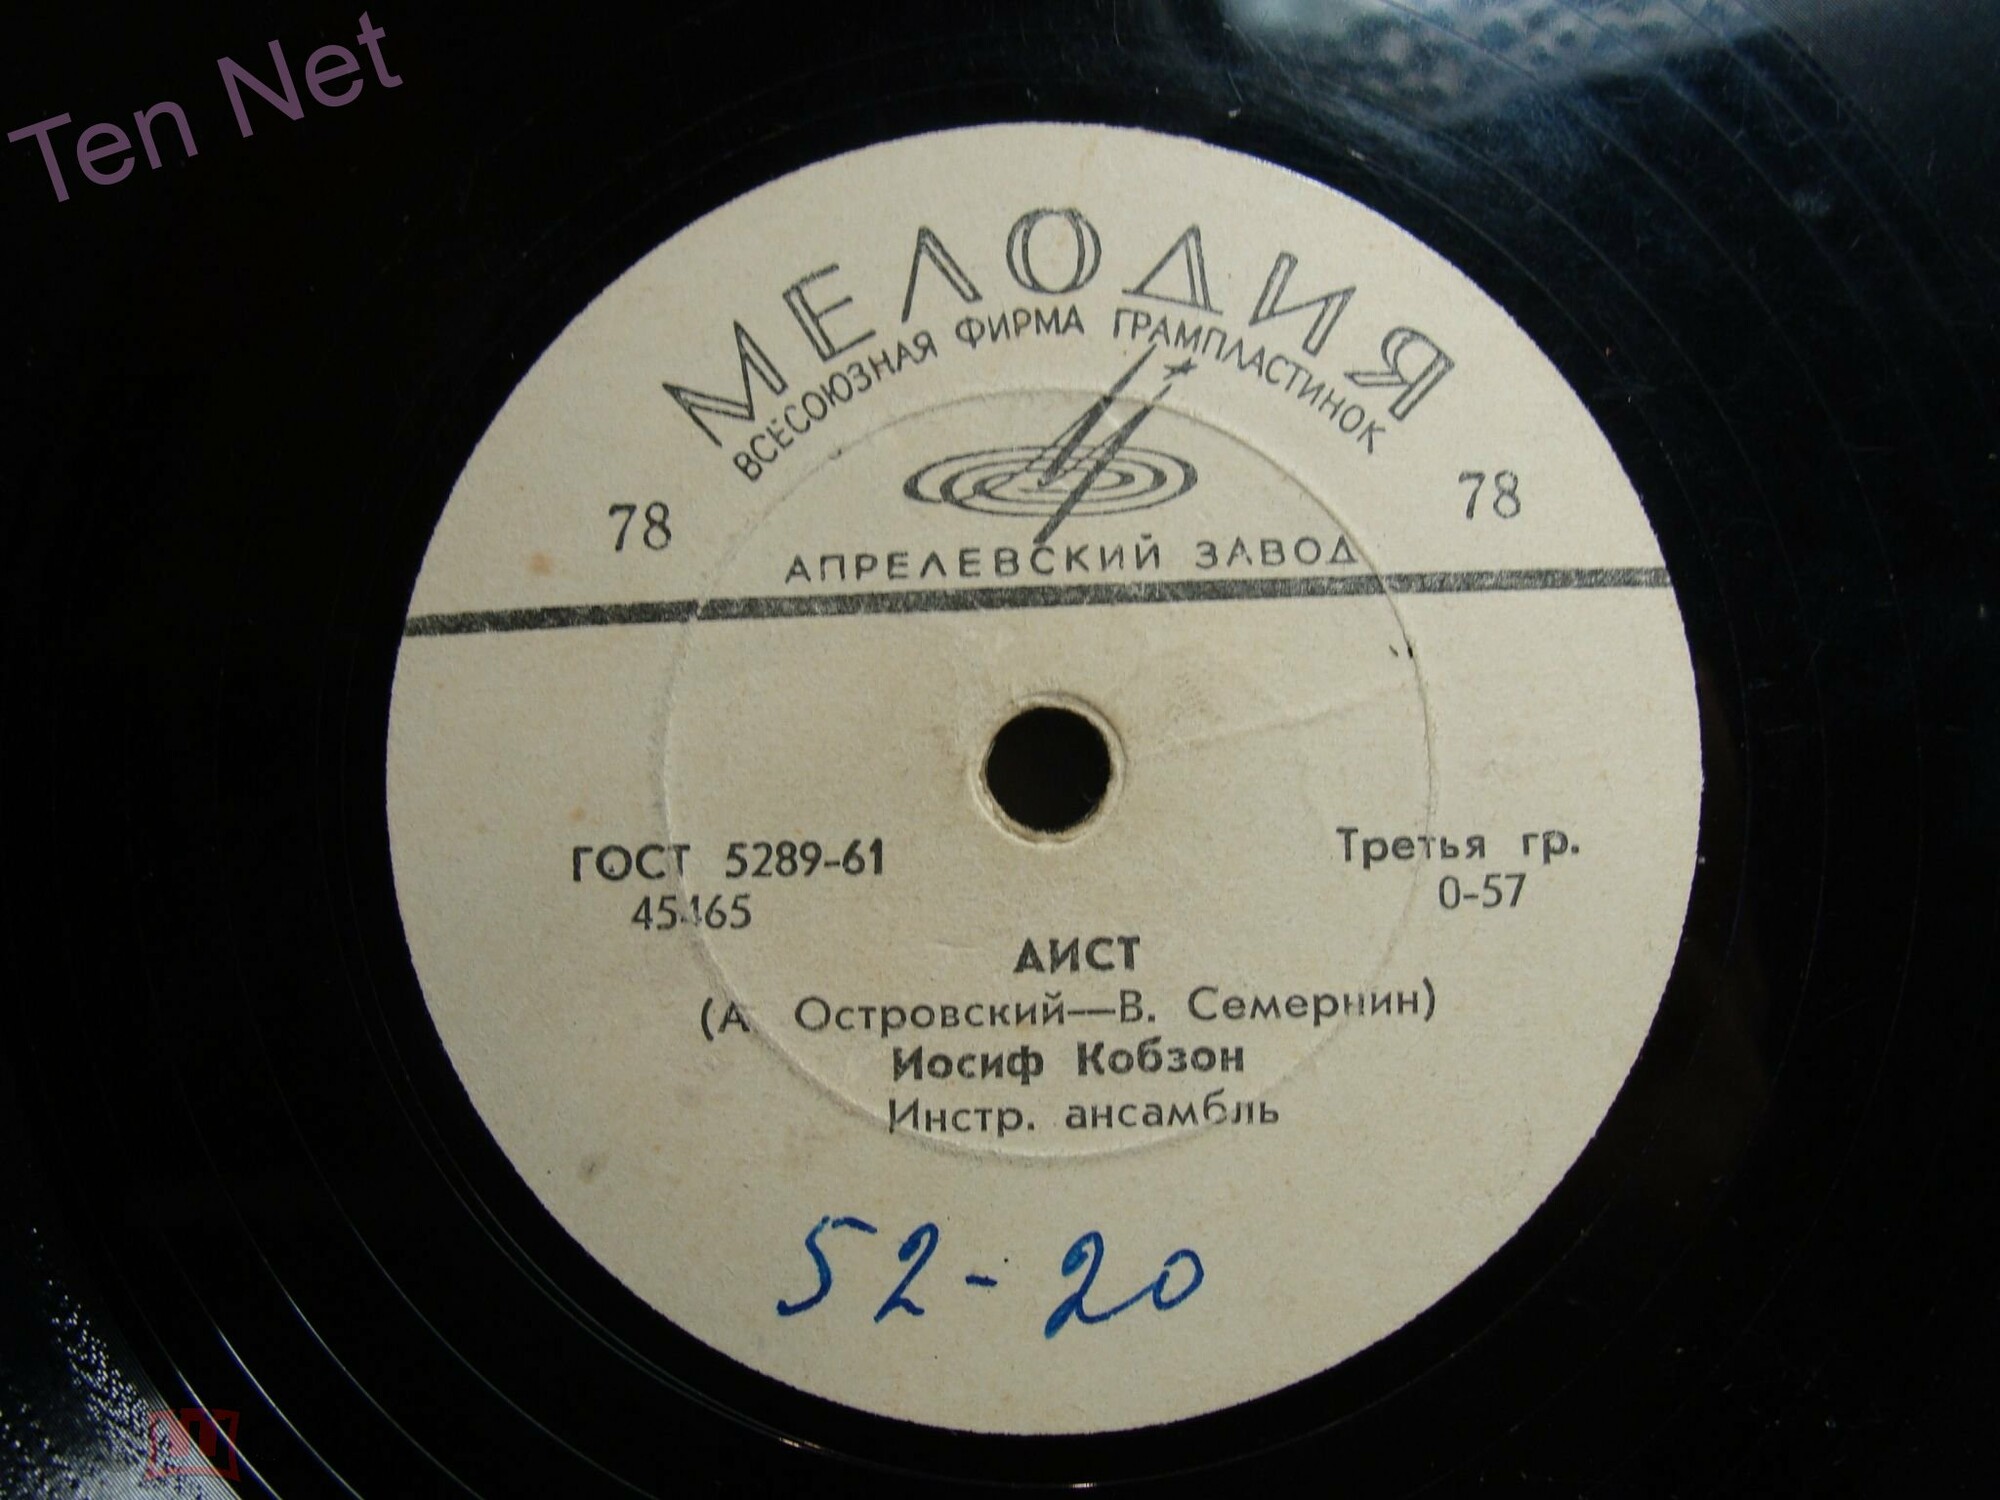 Ten Net
МЕЛОДИЯ
ВСЕСОЮЗНАЯ ФИРМА ГРАМПЛАСТИНОК
78 78
АПРЕЛЕВСКИЙ ЗАВОД
ГОСТ 5289-61 Третья гр.
45465 0-57
АИСТ
(А. Островский—В. Семернин)
Иосиф Кобзон
Инстр. ансамбль
52-20